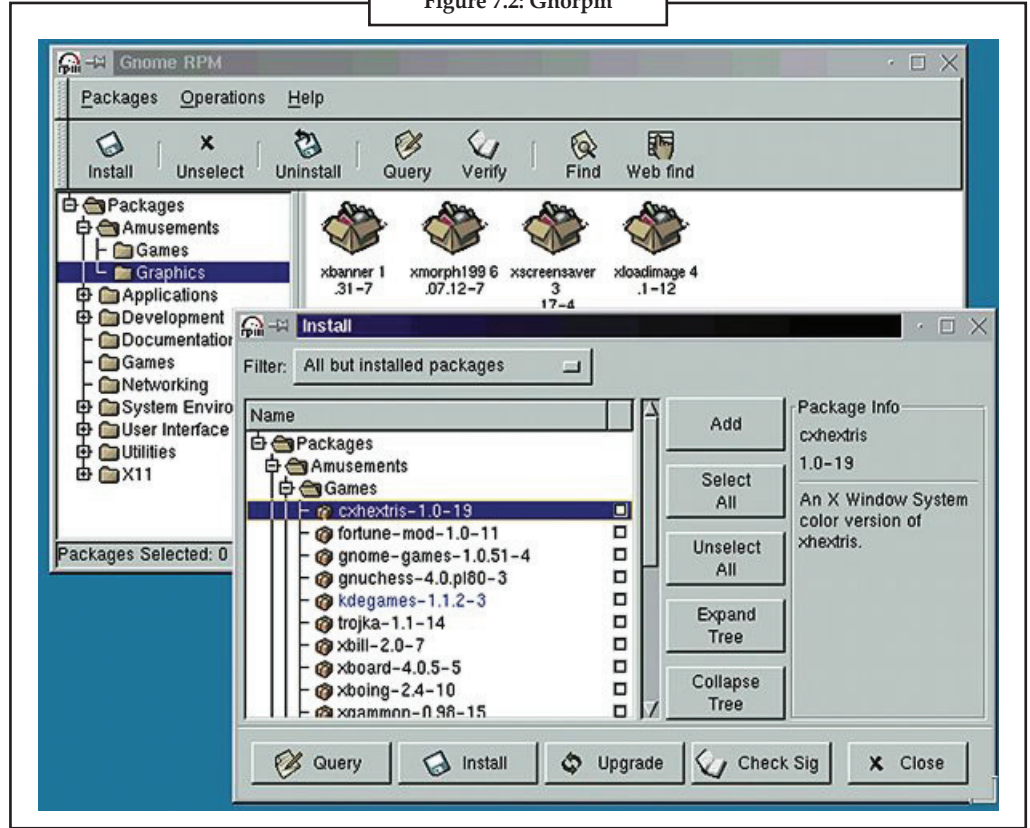 Figure 7.2: Gnorpm
Gnome RPM
Packages Operations Help
Install Unselect Uninstall Query Verify Find Web find
Packages
Amusements
Games
Graphics
Applications
Development
Documentation
Games
Networking
System Enviro
User Interface
Utilities
X11
xbanner 1
.31-7
xmorph199 6
.07.12-7
xscreensaver
3
17-4
xloadimage 4
.1-12
Packages Selected: 0
rpm
Install
Filter: All but installed packages
Name
Packages
Amusements
Games
cxhextris-1.0-19
fortune-mod-1.0-11
gnome-games-1.0.51-4
gnuchess-4.0.pl80-3
kdegames-1.1.2-3
trojka-1.1-14
xbill-2.0-7
xboard-4.0.5-5
xboing-2.4-10
xgammon-0.98-15
Add
Select
All
Unselect
All
Expand
Tree
Collapse
Tree
Package Info
cxhextris
1.0-19
An X Window System
color version of
xhextris.
Query Install Upgrade Check Sig Close